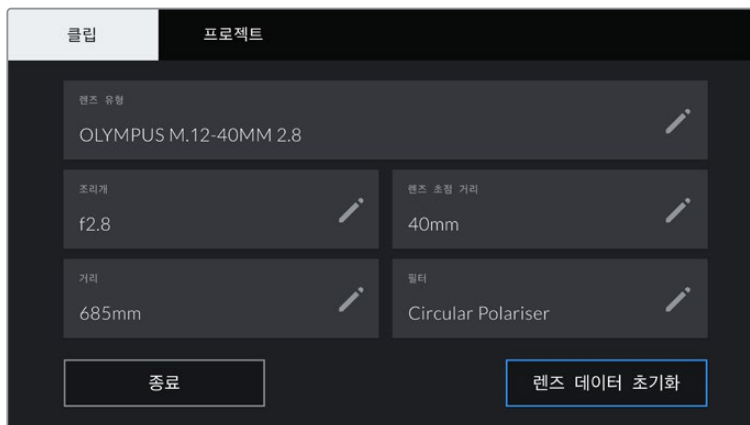 클립 프로젝트
렌즈 유형
OLYMPUS M.12-40MM 2.8
조리개 렌즈 초점 거리
f2.8 40mm
거리 필터
685mm Circular Polariser
종료 렌즈 데이터 초기화